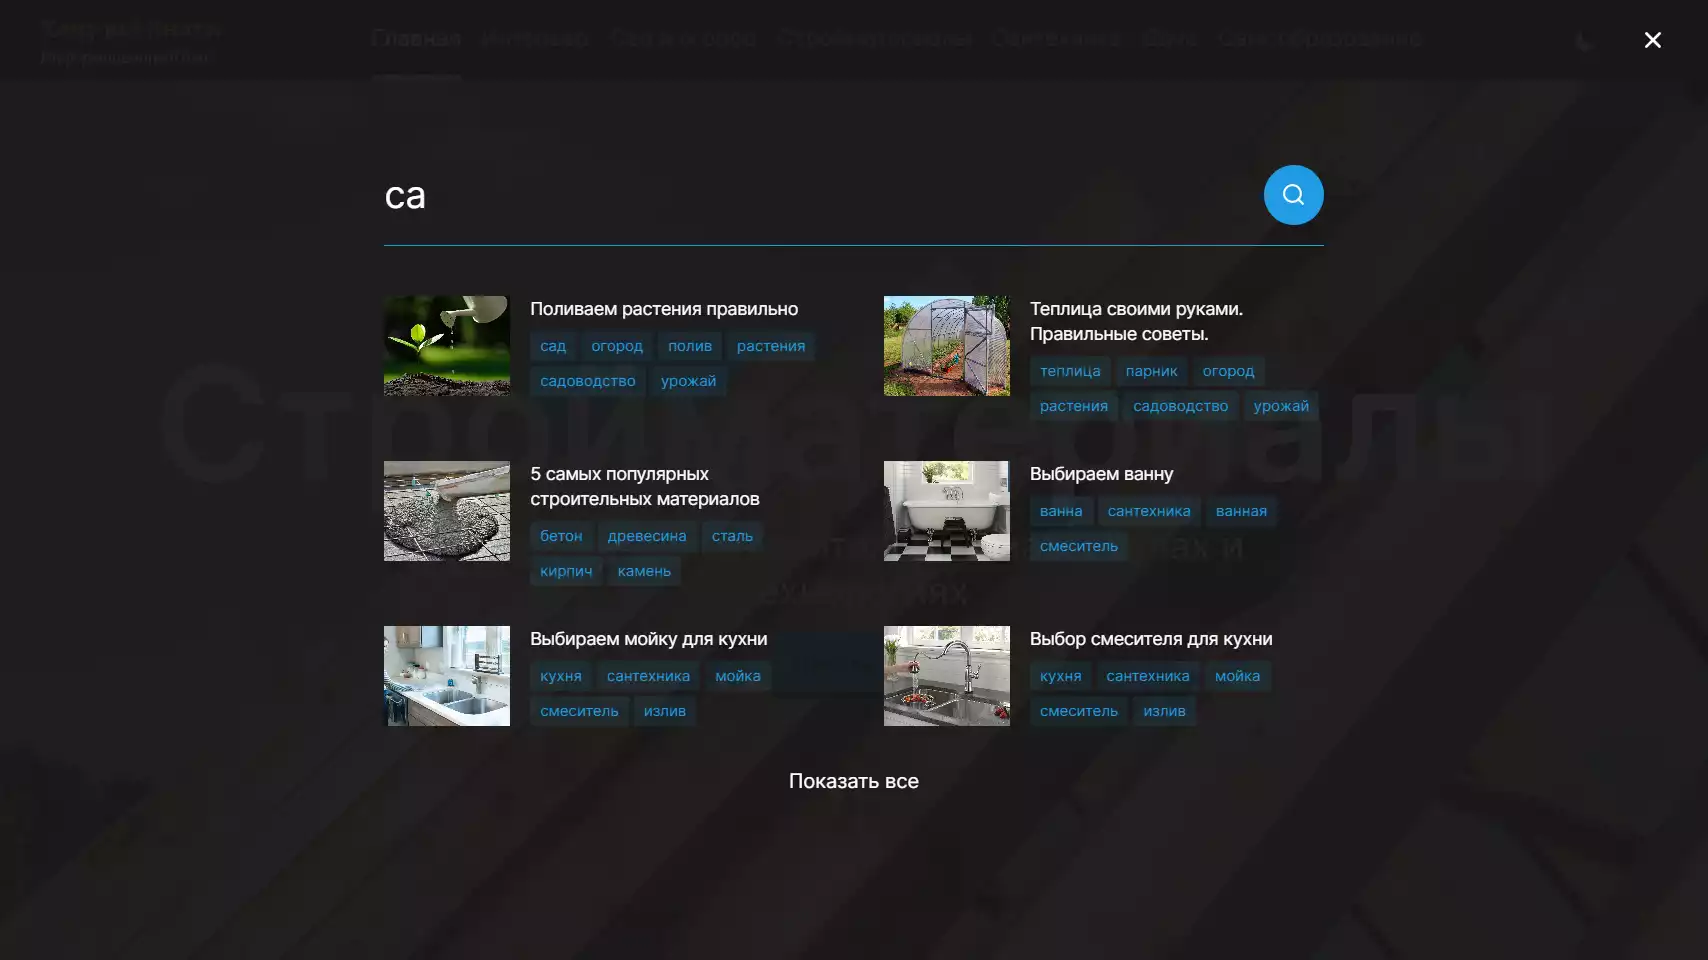 Главная Интерьер Сад и огород Стройматериалы Сантехника Дача Самообразование
са
Поливаем растения правильно
сад огород полив растения
садоводство урожай
Теплица своими руками.
Правильные советы.
теплица парник огород
растения садоводство урожай
5 самых популярных
строительных материалов
бетон древесина сталь
кирпич камень
Выбираем ванну
ванна сантехника ванная
смеситель
Выбираем мойку для кухни
кухня сантехника мойка
смеситель излив
Выбор смесителя для кухни
кухня сантехника мойка
смеситель излив
Показать все
Стройматериалы